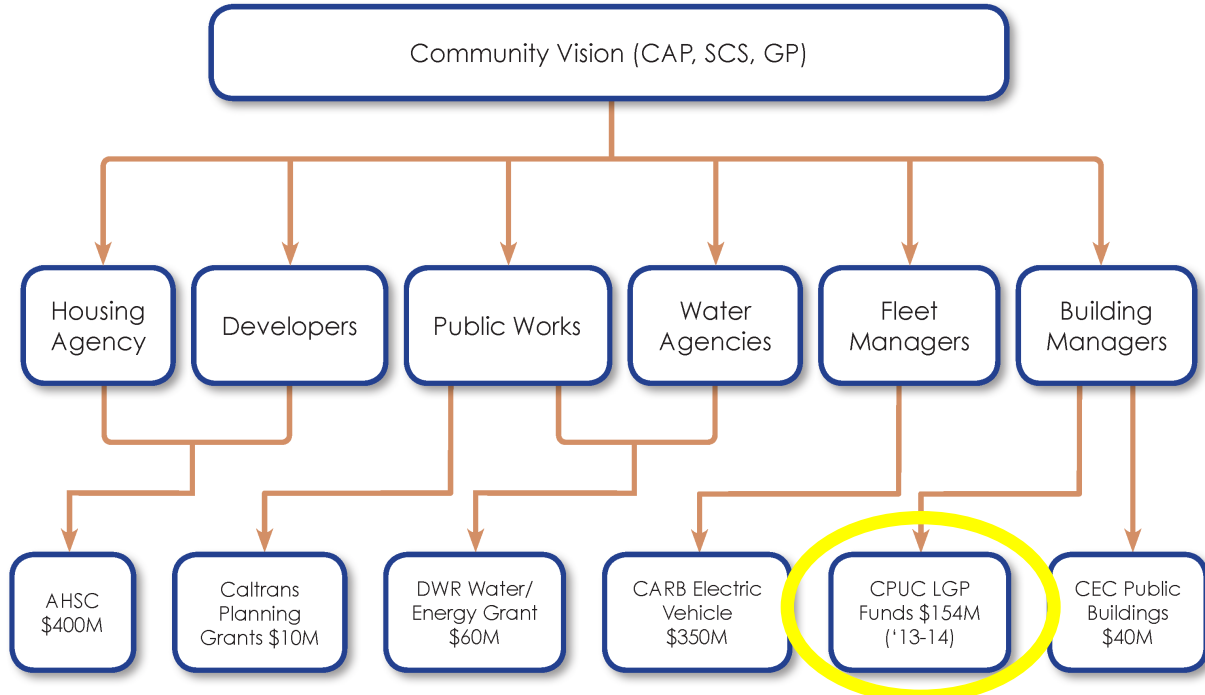 Community Vision (CAP, SCS, GP)
Housing
Agency
Developers
Public Works
Water
Agencies
Fleet
Managers
Building
Managers
AHSC
$400M
Caltrans
Planning
Grants $10M
DWR Water/
Energy Grant
$60M
CARB Electric
Vehicle
$350M
CPUC LGP
Funds $154M
(‘13-14)
CEC Public
Buildings
$40M